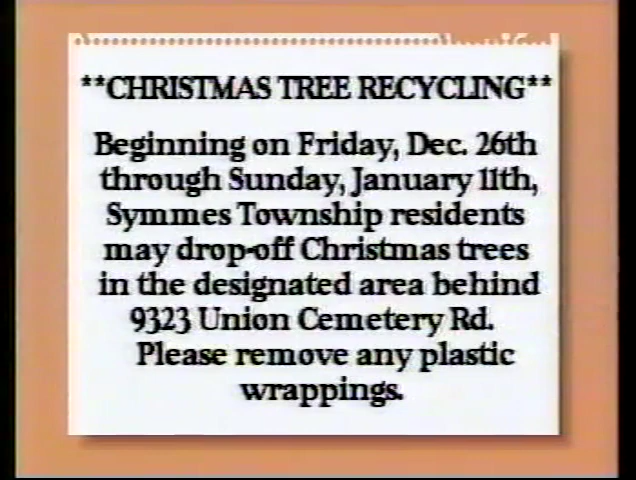 **CHRISTMAS TREE RECYCLING**
Beginning on Friday, Dec. 26th
through Sunday, January 11th,
Symmes Township residents
may drop-off Christmas trees
in the designated area behind
9323 Union Cemetery Rd.
Please remove any plastic
wrappings.